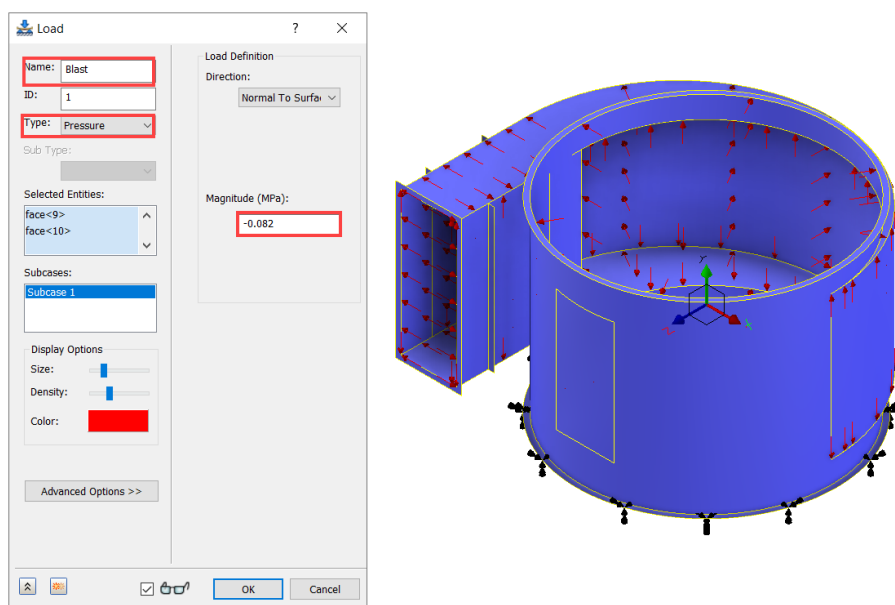 Load
?
Name:
Blast
ID:
1
Type:
Pressure
Sub Type:
Selected Entities:
face<9>
face<10>
Subcases:
Subcase 1
Display Options
Size:
Density:
Color:
Advanced Options >>
Load Definition
Direction:
Normal To Surfa
Magnitude (MPa):
-0.082
OK
Cancel
Y